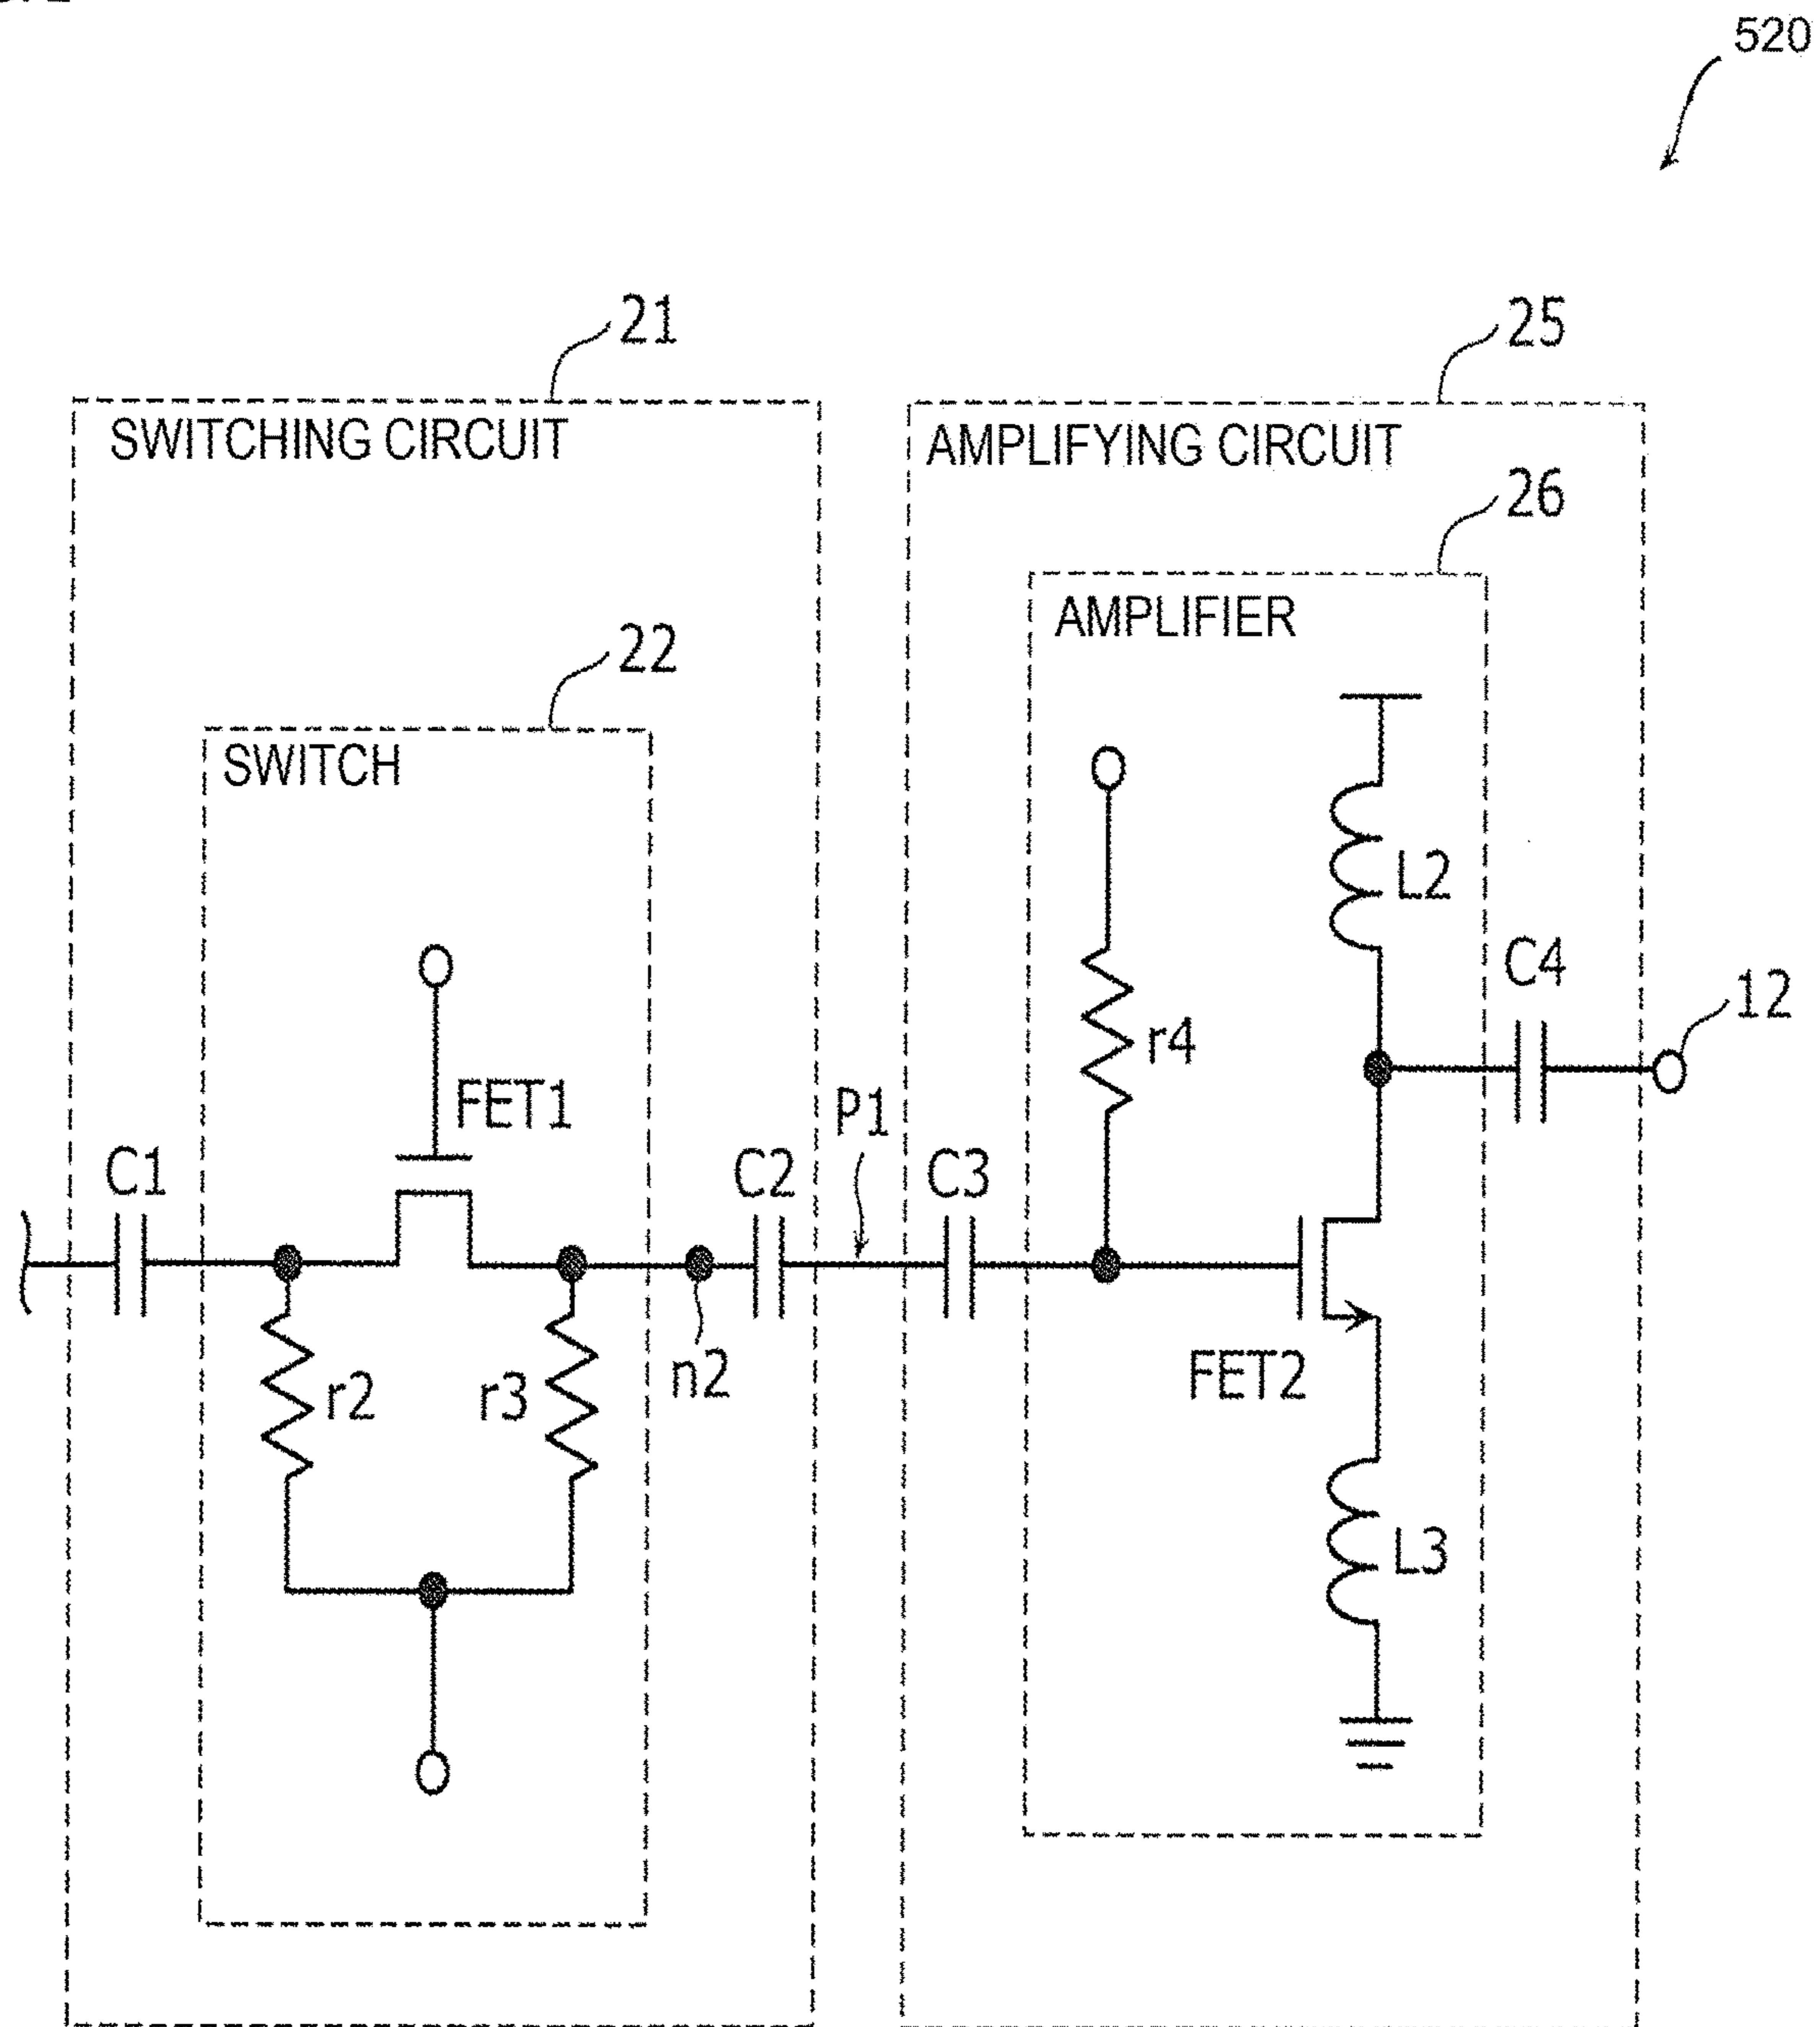 520
21
25
SWITCHING CIRCUIT
AMPLIFYING CIRCUIT
26
AMPLIFIER
22
SWITCH
L2
C4
12
r4
FET1
P1
C1
C2
C3
n2
FET2
r2
r3
L3